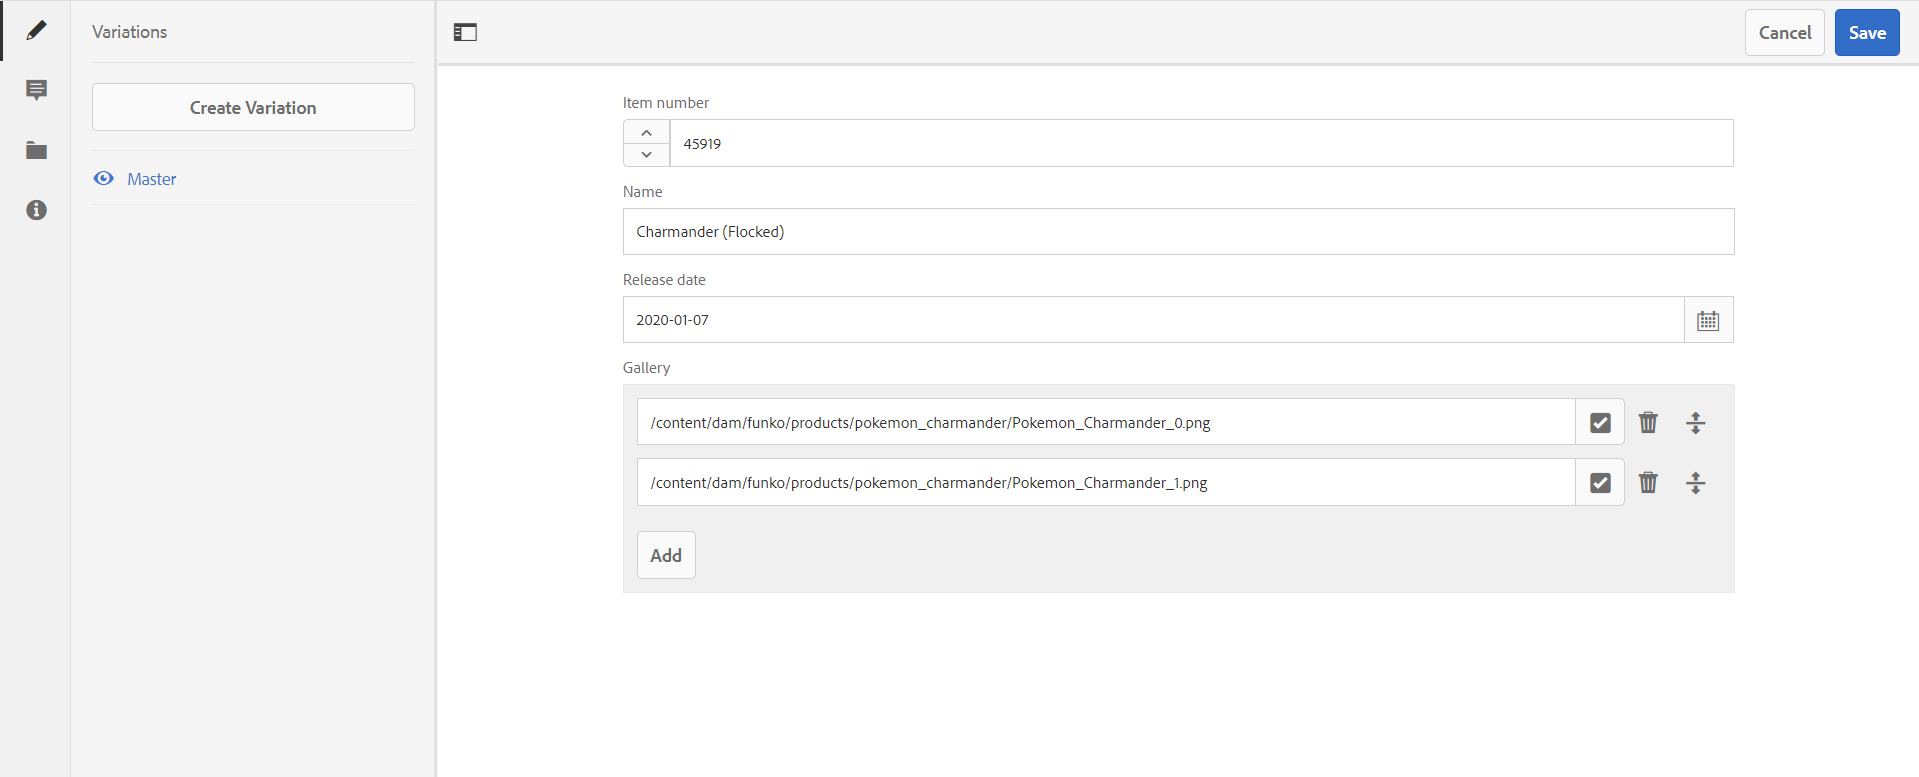 Variations
Create Variation
Master
Cancel
Save
Item number
45919
Name
Charmander (Flocked)
Release date
2020-01-07
Gallery
/content/dam/funko/products/pokemon_charmander/Pokemon_Charmander_0.png
/content/dam/funko/products/pokemon_charmander/Pokemon_Charmander_1.png
Add